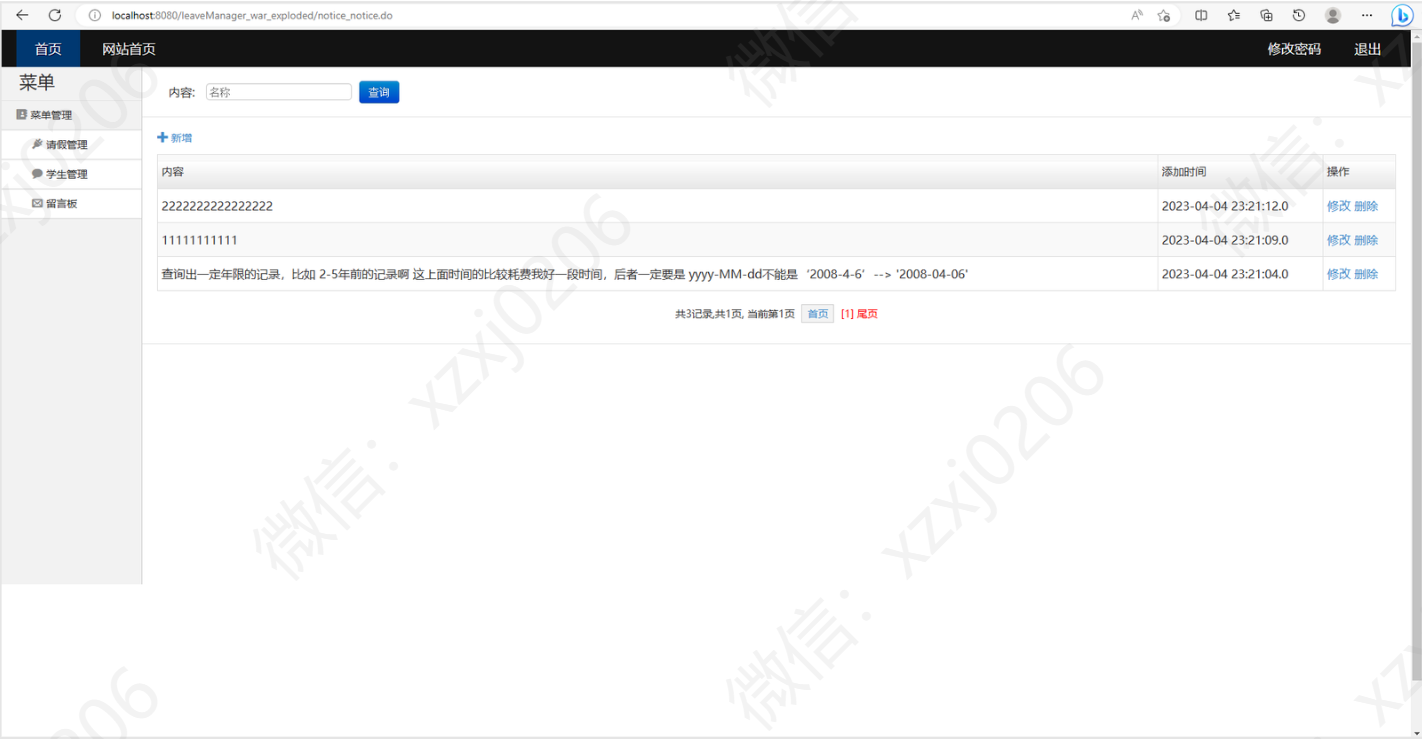 localhost:8080/leaveManager_war_exploded/notice_notice.do
首页 网站首页 修改密码 退出
菜单
菜单管理
请假管理
学生管理
留言板
内容: 名称 查询
新增
内容 添加时间 操作
2222222222222222 2023-04-04 23:21:12.0 修改 删除
11111111111 2023-04-04 23:21:09.0 修改 删除
查询出一定年限的记录，比如 2-5年前的记录啊 这上面时间的比较耗费我好一段时间，后者一定要是 yyyy-MM-dd不能是‘2008-4-6’--> '2008-04-06' 2023-04-04 23:21:04.0 修改 删除
共3记录,共1页, 当前第1页 首页 [1] 尾页
微信：xzxj0206
微信：xzxj0206